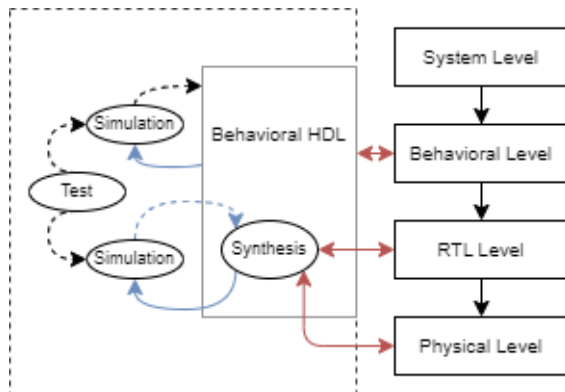 System Level
Simulation
Behavioral HDL
Behavioral Level
Test
Simulation
Synthesis
RTL Level
Physical Level